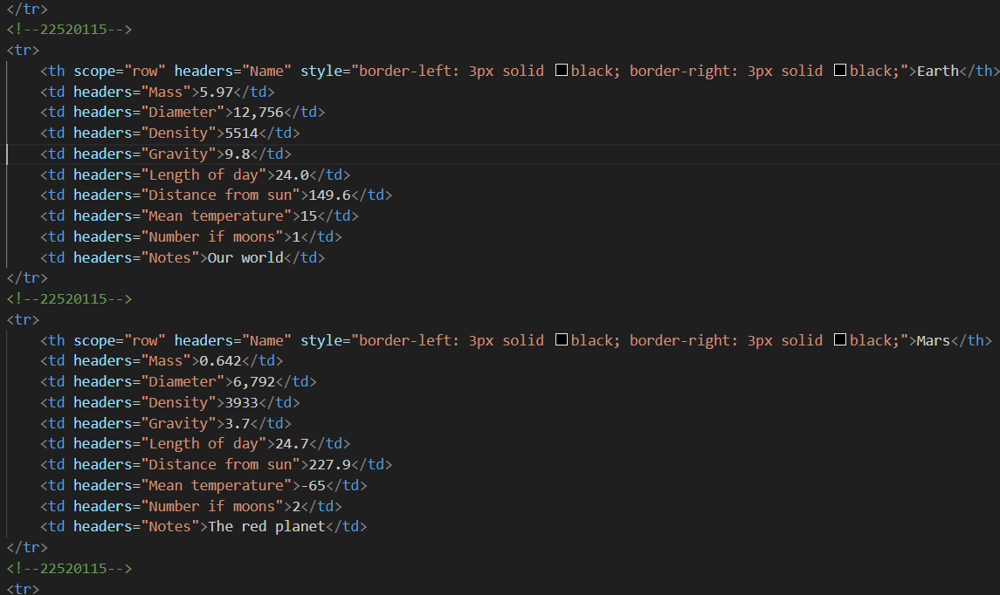 </tr>
<!--22520115-->
<tr>
<th scope="row" headers="Name" style="border-left: 3px solid black; border-right: 3px solid black;">Earth</th>
<td headers="Mass">5.97</td>
<td headers="Diameter">12,756</td>
<td headers="Density">5514</td>
<td headers="Gravity">9.8</td>
<td headers="Length of day">24.0</td>
<td headers="Distance from sun">149.6</td>
<td headers="Mean temperature">15</td>
<td headers="Number if moons">1</td>
<td headers="Notes">Our world</td>
</tr>
<!--22520115-->
<tr>
<th scope="row" headers="Name" style="border-left: 3px solid black; border-right: 3px solid black;">Mars</th>
<td headers="Mass">0.642</td>
<td headers="Diameter">6,792</td>
<td headers="Density">3933</td>
<td headers="Gravity">3.7</td>
<td headers="Length of day">24.7</td>
<td headers="Distance from sun">227.9</td>
<td headers="Mean temperature">-65</td>
<td headers="Number if moons">2</td>
<td headers="Notes">The red planet</td>
</tr>
<!--22520115-->
<tr>